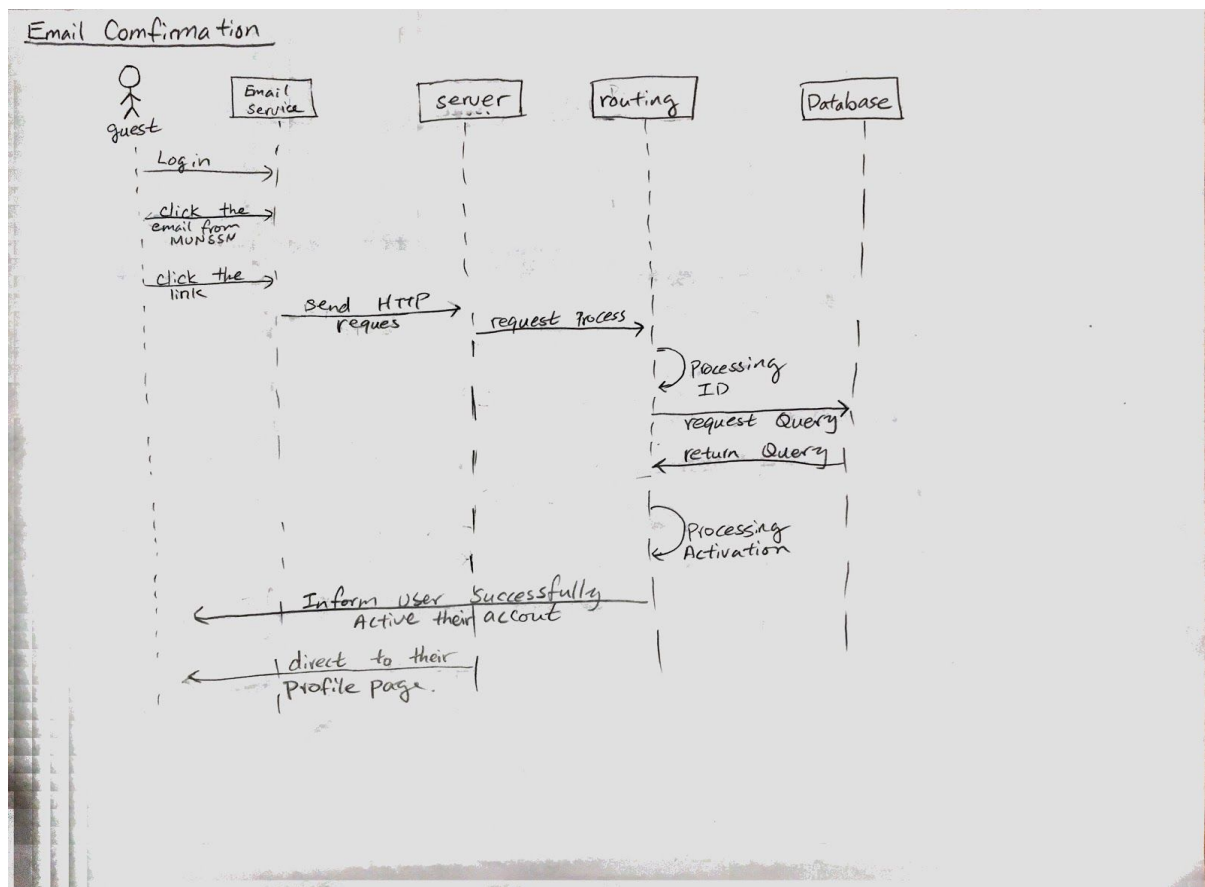 Email Comfirmation
guest
Email
Service
server
routing
Database
Login
click the
email from
MUNSSN
click the
link
send HTTP
reques
request Process
Processing
ID
request Query
return Query
Processing
Activation
Inform User Successfully
Active their accout
direct to their
Profile page.